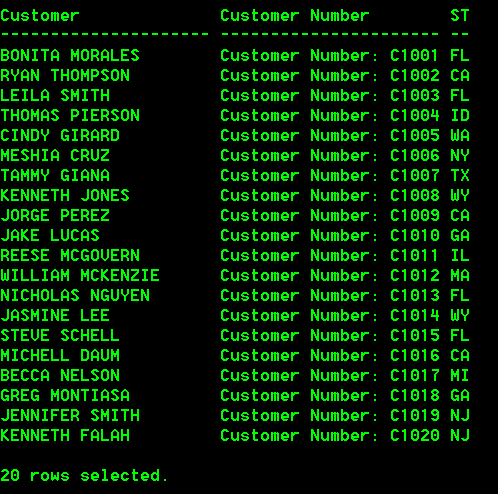 Customer              Customer Number        ST
--------------------- ---------------------- --
BONITA MORALES        Customer Number: C1001 FL
RYAN THOMPSON         Customer Number: C1002 CA
LEILA SMITH           Customer Number: C1003 FL
THOMAS PIERSON        Customer Number: C1004 ID
CINDY GIRARD          Customer Number: C1005 WA
MESHIA CRUZ           Customer Number: C1006 NY
TAMMY GIANA           Customer Number: C1007 TX
KENNETH JONES         Customer Number: C1008 WY
JORGE PEREZ           Customer Number: C1009 CA
JAKE LUCAS            Customer Number: C1010 GA
REESE MCGOVERN        Customer Number: C1011 IL
WILLIAM MCKENZIE      Customer Number: C1012 MA
NICHOLAS NGUYEN       Customer Number: C1013 FL
JASMINE LEE           Customer Number: C1014 WY
STEVE SCHELL          Customer Number: C1015 FL
MICHELL DAUM          Customer Number: C1016 CA
BECCA NELSON          Customer Number: C1017 MI
GREG MONTIASA         Customer Number: C1018 GA
JENNIFER SMITH        Customer Number: C1019 NJ
KENNETH FALAH         Customer Number: C1020 NJ
20 rows selected.